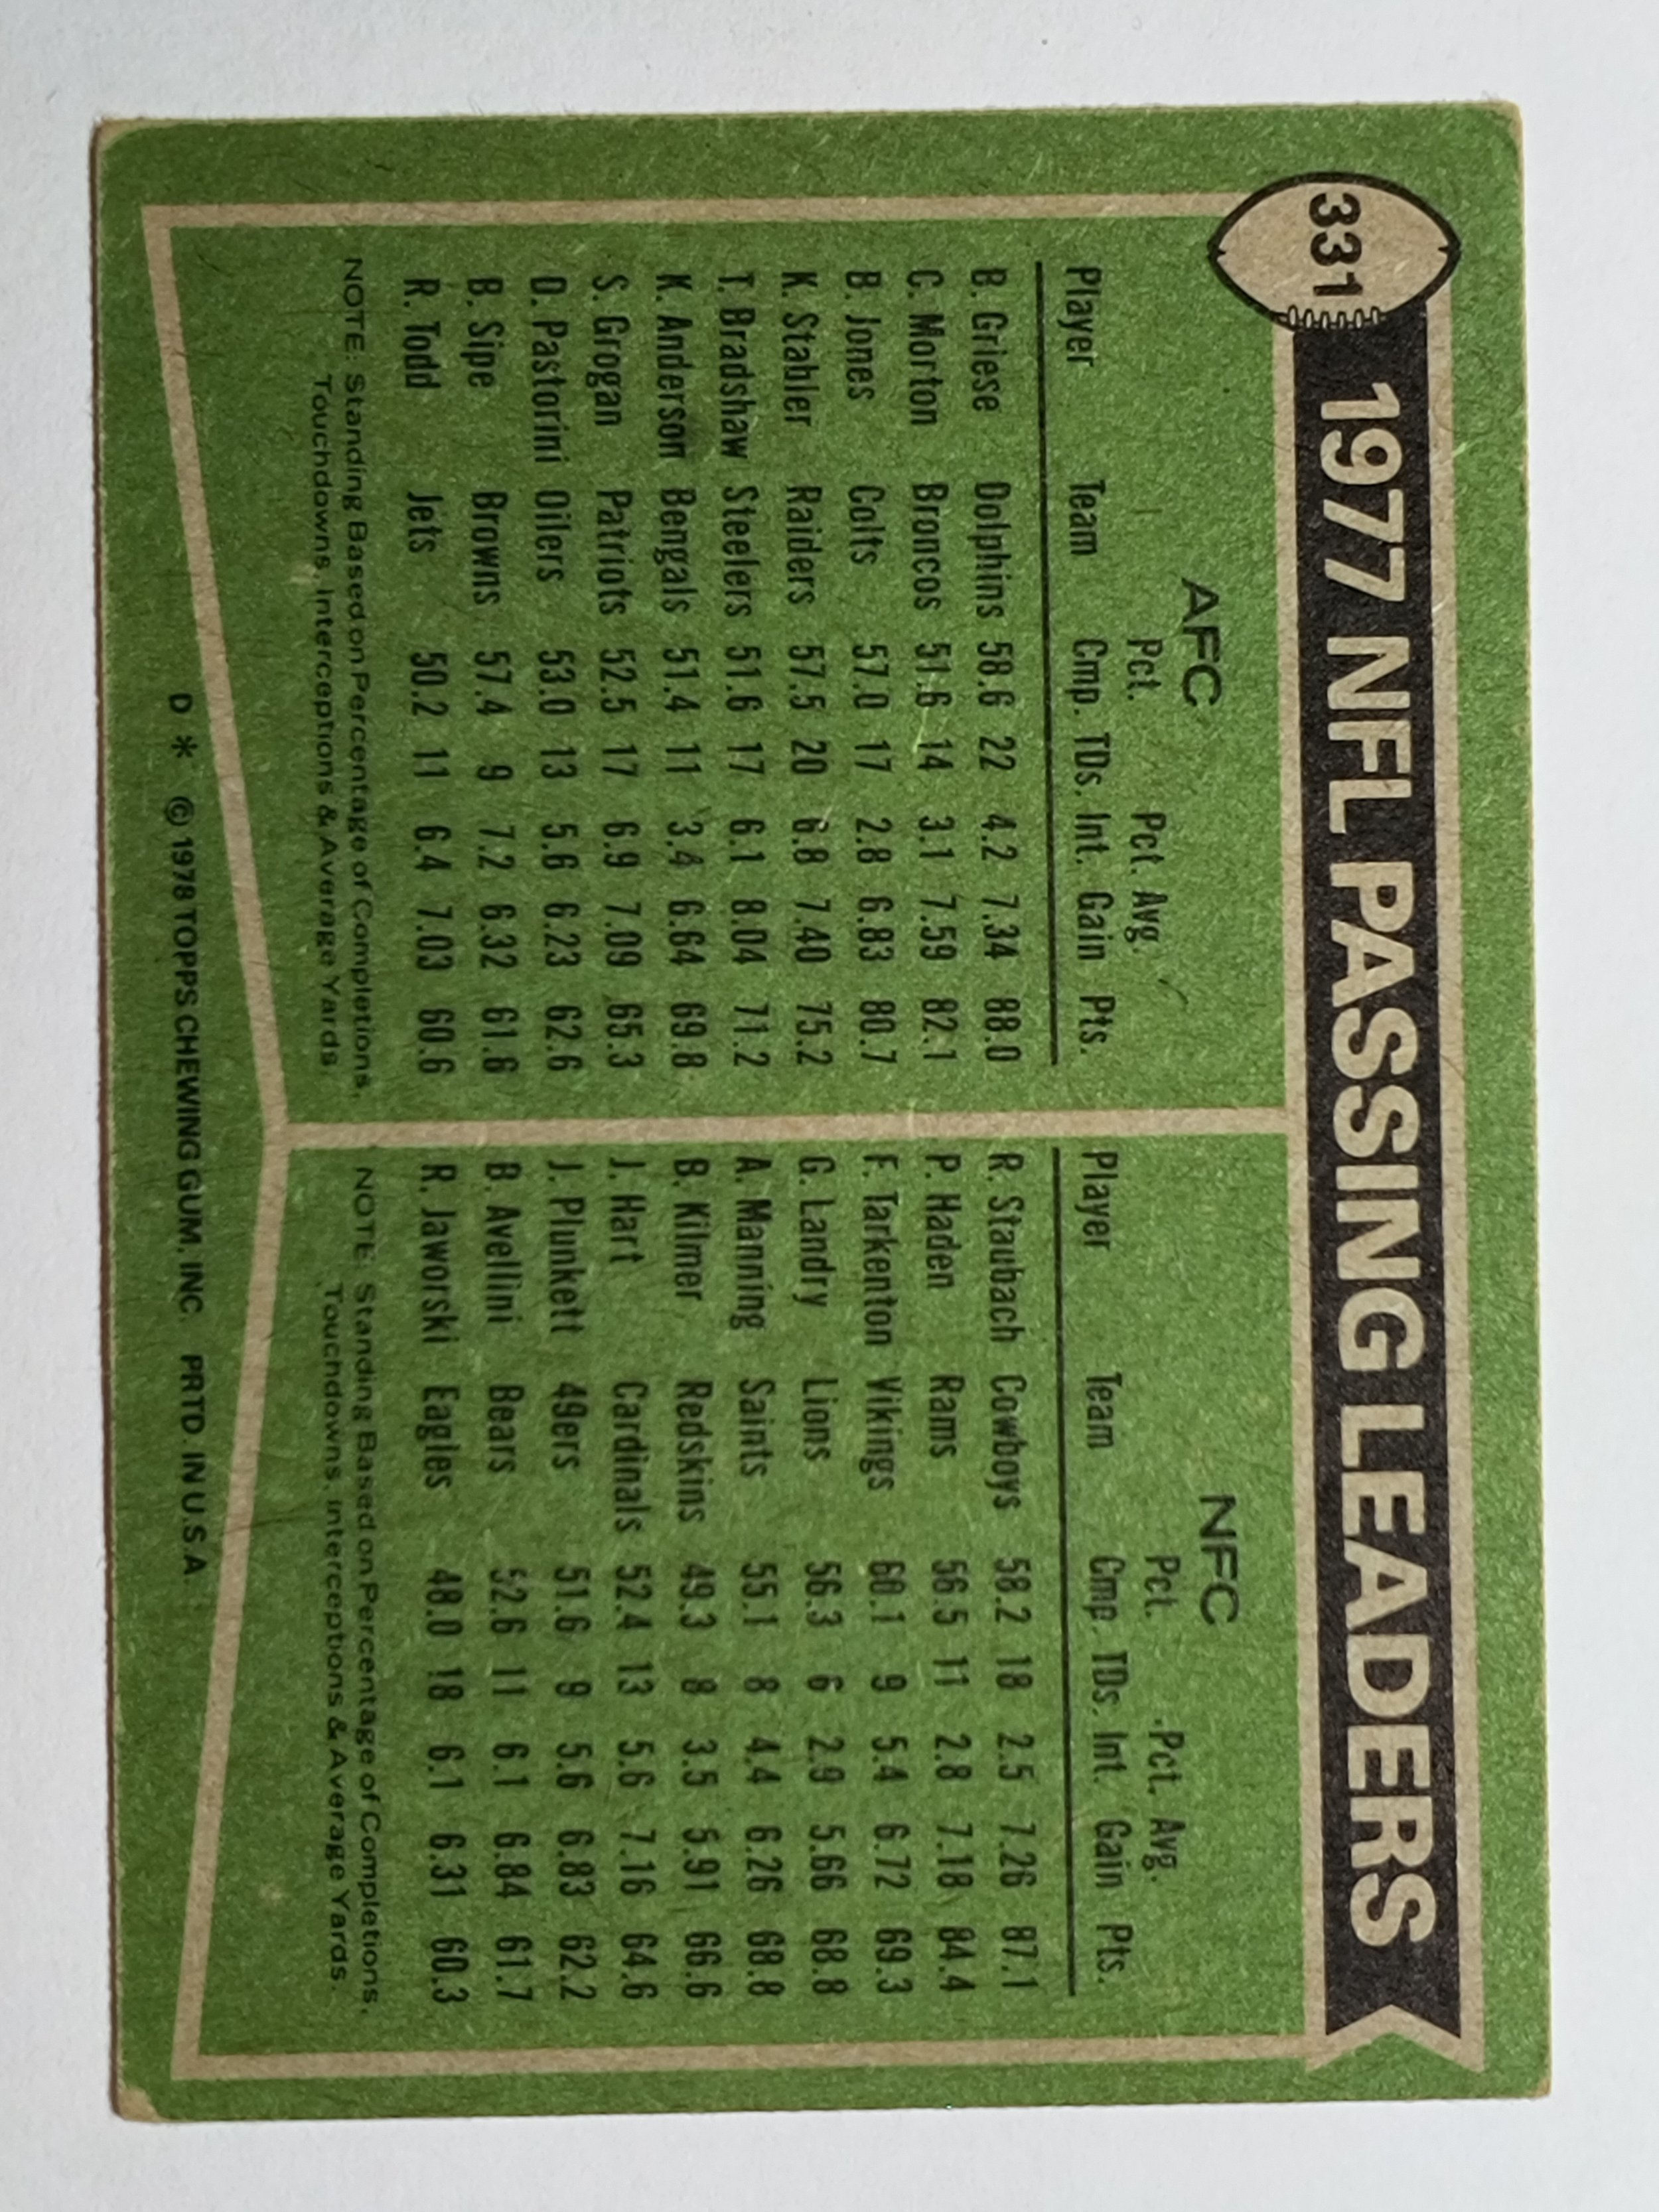 331
1977 NFL PASSING LEADERS
AFC
Pct. Pct. Avg.
Player Team Cmp. TDs. Int. Gain Pts.
B. Griese Dolphins 58.6 22 4.2 7.34 88.0
C. Morton Broncos 51.6 14 3.1 7.59 82.1
B. Jones Colts 57.0 17 2.8 6.83 80.7
K. Stabler Raiders 57.5 20 6.8 7.40 75.2
T. Bradshaw Steelers 51.6 17 6.1 8.04 71.2
K. Anderson Bengals 51.4 11 3.4 6.64 69.8
S. Grogan Patriots 52.5 17 6.9 7.09 65.3
D. Pastorini Oilers 53.0 13 5.6 6.23 62.6
B. Sipe Browns 57.4 9 7.2 6.32 61.8
R. Todd Jets 50.2 11 6.4 7.03 60.6
NOTE: Standing Based on Percentage of Completions,
Touchdowns, Interceptions & Average Yards
NFC
Pct. Pct. Avg.
Player Team Cmp. TDs. Int. Gain Pts.
R. Staubach Cowboys 58.2 18 2.5 7.26 87.1
P. Haden Rams 56.5 11 2.8 7.18 84.4
F. Tarkenton Vikings 60.1 9 5.4 6.72 69.3
G. Landry Lions 56.3 6 2.9 5.66 68.8
A. Manning Saints 55.1 8 4.4 6.26 68.8
B. Kilmer Redskins 49.3 8 3.5 5.91 66.6
J. Hart Cardinals 52.4 13 5.6 7.16 64.6
J. Plunkett 49ers 51.6 9 5.6 6.83 62.2
B. Avellini Bears 52.6 11 6.1 6.84 61.7
R. Jaworski Eagles 48.0 18 6.1 6.31 60.3
NOTE: Standing Based on Percentage of Completions,
Touchdowns, Interceptions & Average Yards.
D * © 1978 TOPPS CHEWING GUM, INC. PRTD IN U.S.A.